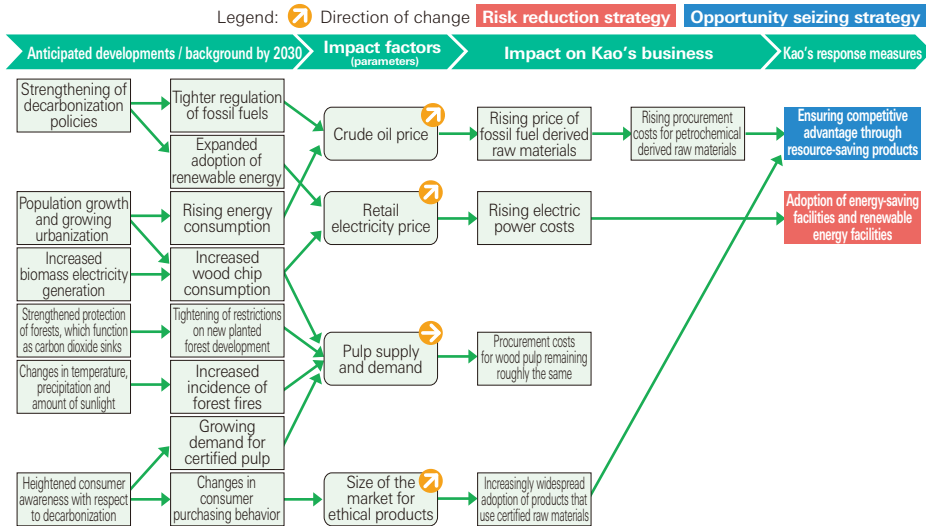 Legend: Direction of change Risk reduction strategy Opportunity seizing strategy
Anticipated developments / background by 2030
Impact factors
(parameters)
Impact on Kao's business
Kao's response measures
Strengthening of
decarbonization
policies
Tighter regulation
of fossil fuels
Crude oil price
Rising price of
fossil fuel derived
raw materials
Rising procurement
costs for petrochemical
derived raw materials
Ensuring competitive
advantage through
resource-saving products
Expanded
adoption of
renewable energy
Population growth
and growing
urbanization
Rising energy
consumption
Retail
electricity price
Rising electric
power costs
Adoption of energy-saving
facilities and renewable
energy facilities
Increased
biomass electricity
generation
Increased
wood chip
consumption
Strengthened protection
of forests, which function
as carbon dioxide sinks
Tightening of restrictions
on new planted
forest development
Pulp supply
and demand
Procurement costs
for wood pulp remaining
roughly the same
Changes in temperature,
precipitation and
amount of sunlight
Increased
incidence of
forest fires
Growing
demand for
certified pulp
Heightened consumer
awareness with respect
to decarbonization
Changes in
consumer
purchasing behavior
Size of the
market for
ethical products
Increasingly widespread
adoption of products that
use certified raw materials